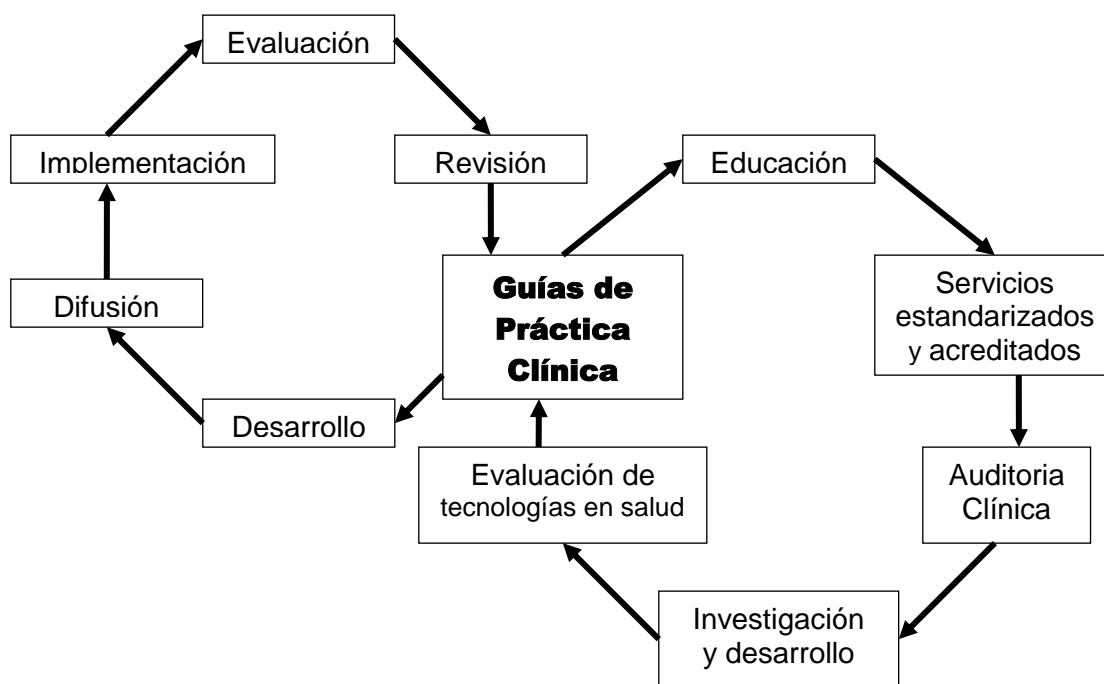 Evaluación
Implementación
Revisión
Educación
Guías de
Práctica
Clínica
Difusión
Servicios
estandarizados
y acreditados
Desarrollo
Evaluación de
tecnologías en salud
Auditoria
Clínica
Investigación
y desarrollo